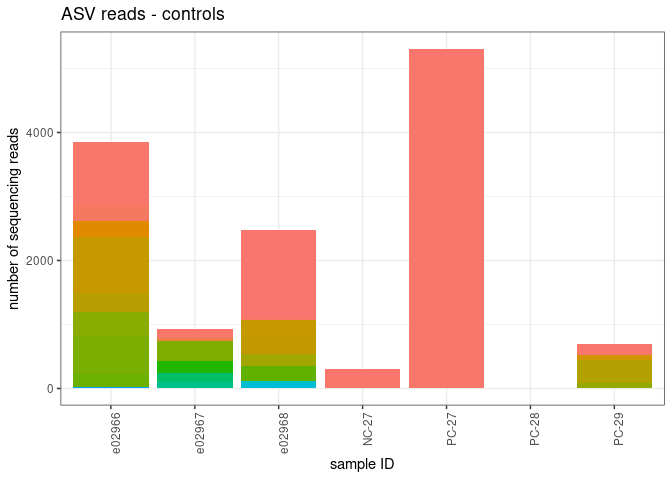 ASV reads - controls
number of sequencing reads
4000
2000
0
e02966
e02967
e02968
NC-27
PC-27
PC-28
PC-29
sample ID